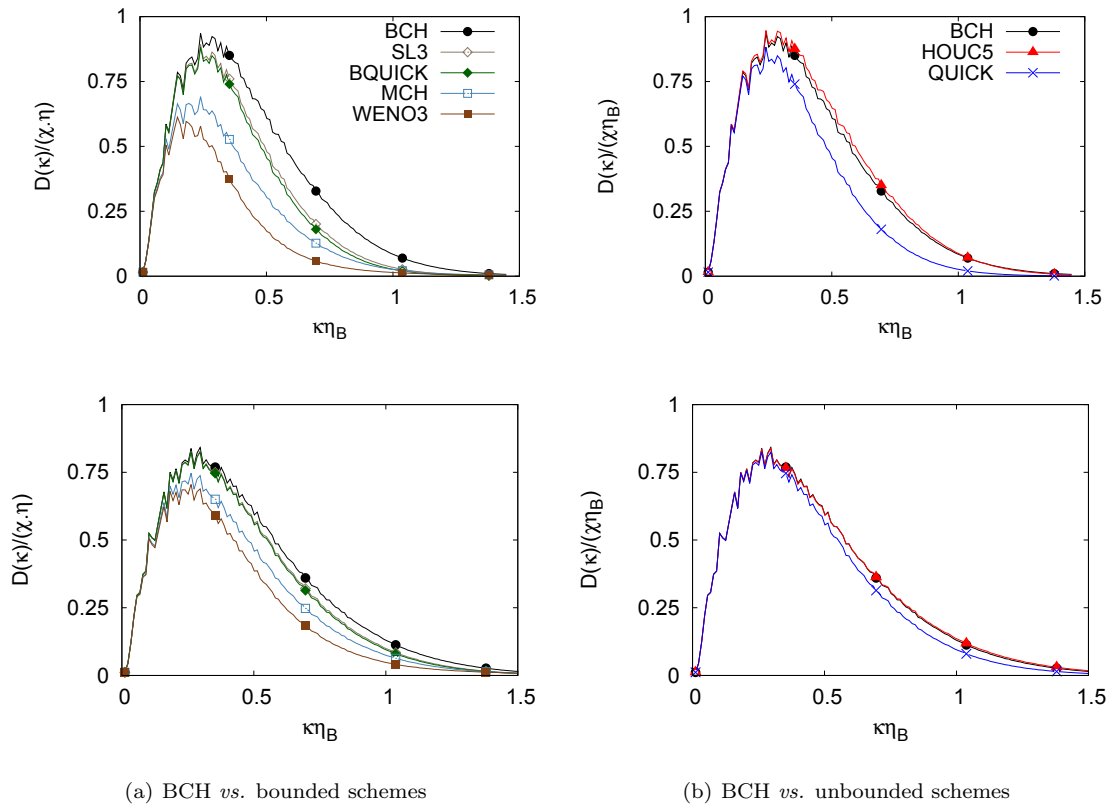 1
0.75
0.5
0.25
0
D(κ)/(χ.η)
BCH
SL3
BQUICK
MCH
WENO3
0
0.5
1
1.5
κη_B
1
0.75
0.5
0.25
0
D(κ)/(χη_B)
BCH
HOUC5
QUICK
0
0.5
1
1.5
κη_B
1
0.75
0.5
0.25
0
D(κ)/(χ.η)
0
0.5
1
1.5
κη_B
1
0.75
0.5
0.25
0
D(κ)/(χη_B)
0
0.5
1
1.5
κη_B
(a) BCH vs. bounded schemes
(b) BCH vs. unbounded schemes